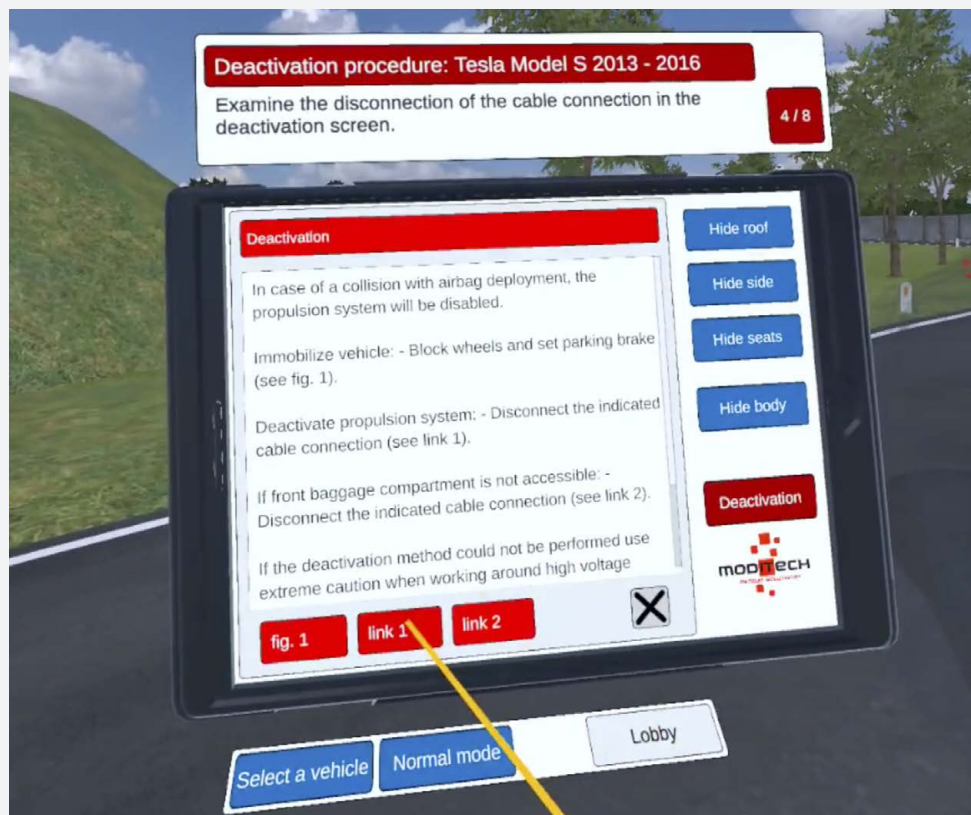 Deactivation procedure: Tesla Model S 2013 - 2016
Examine the disconnection of the cable connection in the
deactivation screen.
4 / 8
Deactivation
In case of a collision with airbag deployment, the
propulsion system will be disabled.
Immobilize vehicle: - Block wheels and set parking brake
(see fig. 1).
Deactivate propulsion system: - Disconnect the indicated
cable connection (see link 1).
If front baggage compartment is not accessible: -
Disconnect the indicated cable connection (see link 2).
If the deactivation method could not be performed use
extreme caution when working around high voltage
fig. 1
link 1
link 2
X
Hide roof
Hide side
Hide seats
Hide body
Deactivation
MODITECH
Select a vehicle
Normal mode
Lobby